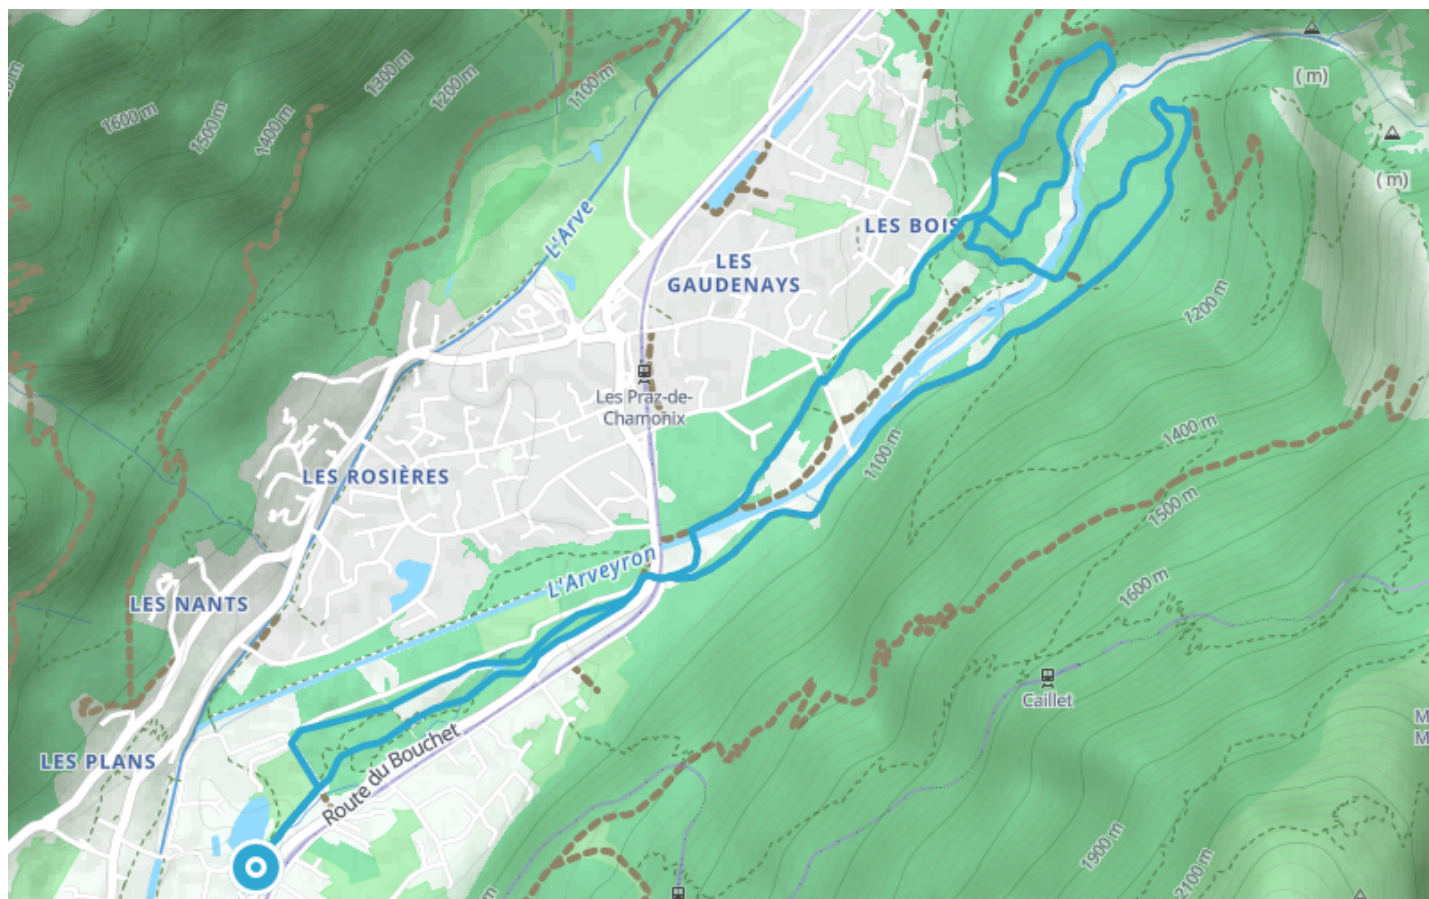 1300 m
1200 m
1100 m
1600 m
1500 m
1400 m
( m)
( m)
L'Arve
LES BOIS
LES
GAUDENAYS
1200 m
Les Praz-de-
Chamonix
1400 m
1100 m
LES ROSIÈRES
1500 m
L'Arveyron
1600 m
LES NANTS
Caillet
M
M
LES PLANS
Route du Bouchet
1900 m
2100 m